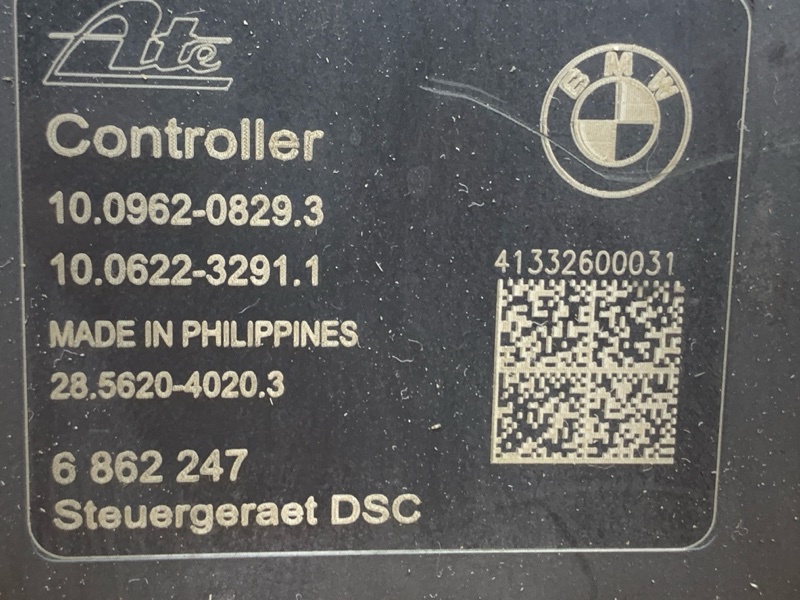 Ate
BMW
Controller
10.0962-0829.3
10.0622-3291.1
41332600031
MADE IN PHILIPPINES
28.5620-4020.3
6 862 247
Steuergeraet DSC